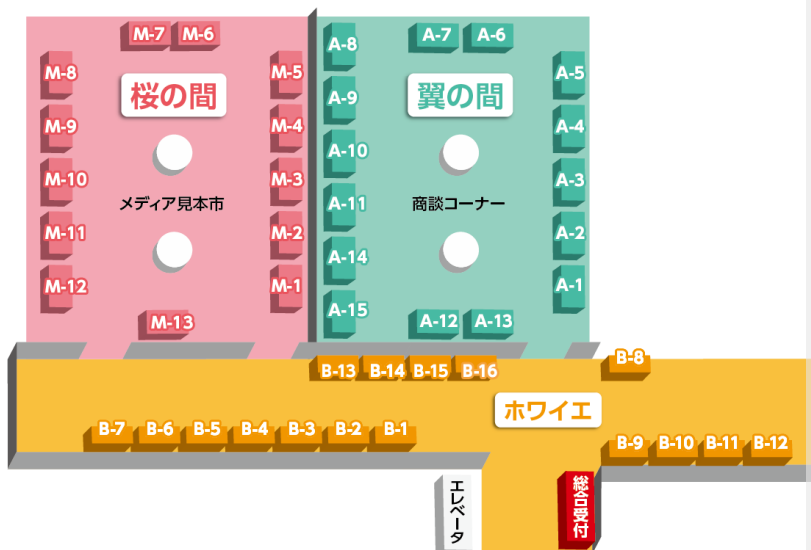 M-7 M-6
A-8
A-7 A-6
M-8
M-5
A-5
桜の間
翼の間
A-9
M-9
M-4
A-4
A-10
M-10
M-3
A-3
メディア見本市
商談コーナー
A-11
M-11
M-2
A-2
A-14
M-12
M-1
A-1
A-15
M-13
A-12 A-13
B-8
B-13 B-14 B-15 B-16
ホワイエ
B-7 B-6 B-5 B-4 B-3 B-2 B-1
B-9 B-10 B-11 B-12
エレベータ
総合受付